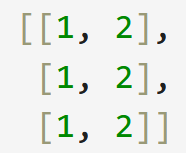 [[1, 2],
[1, 2],
[1, 2]]